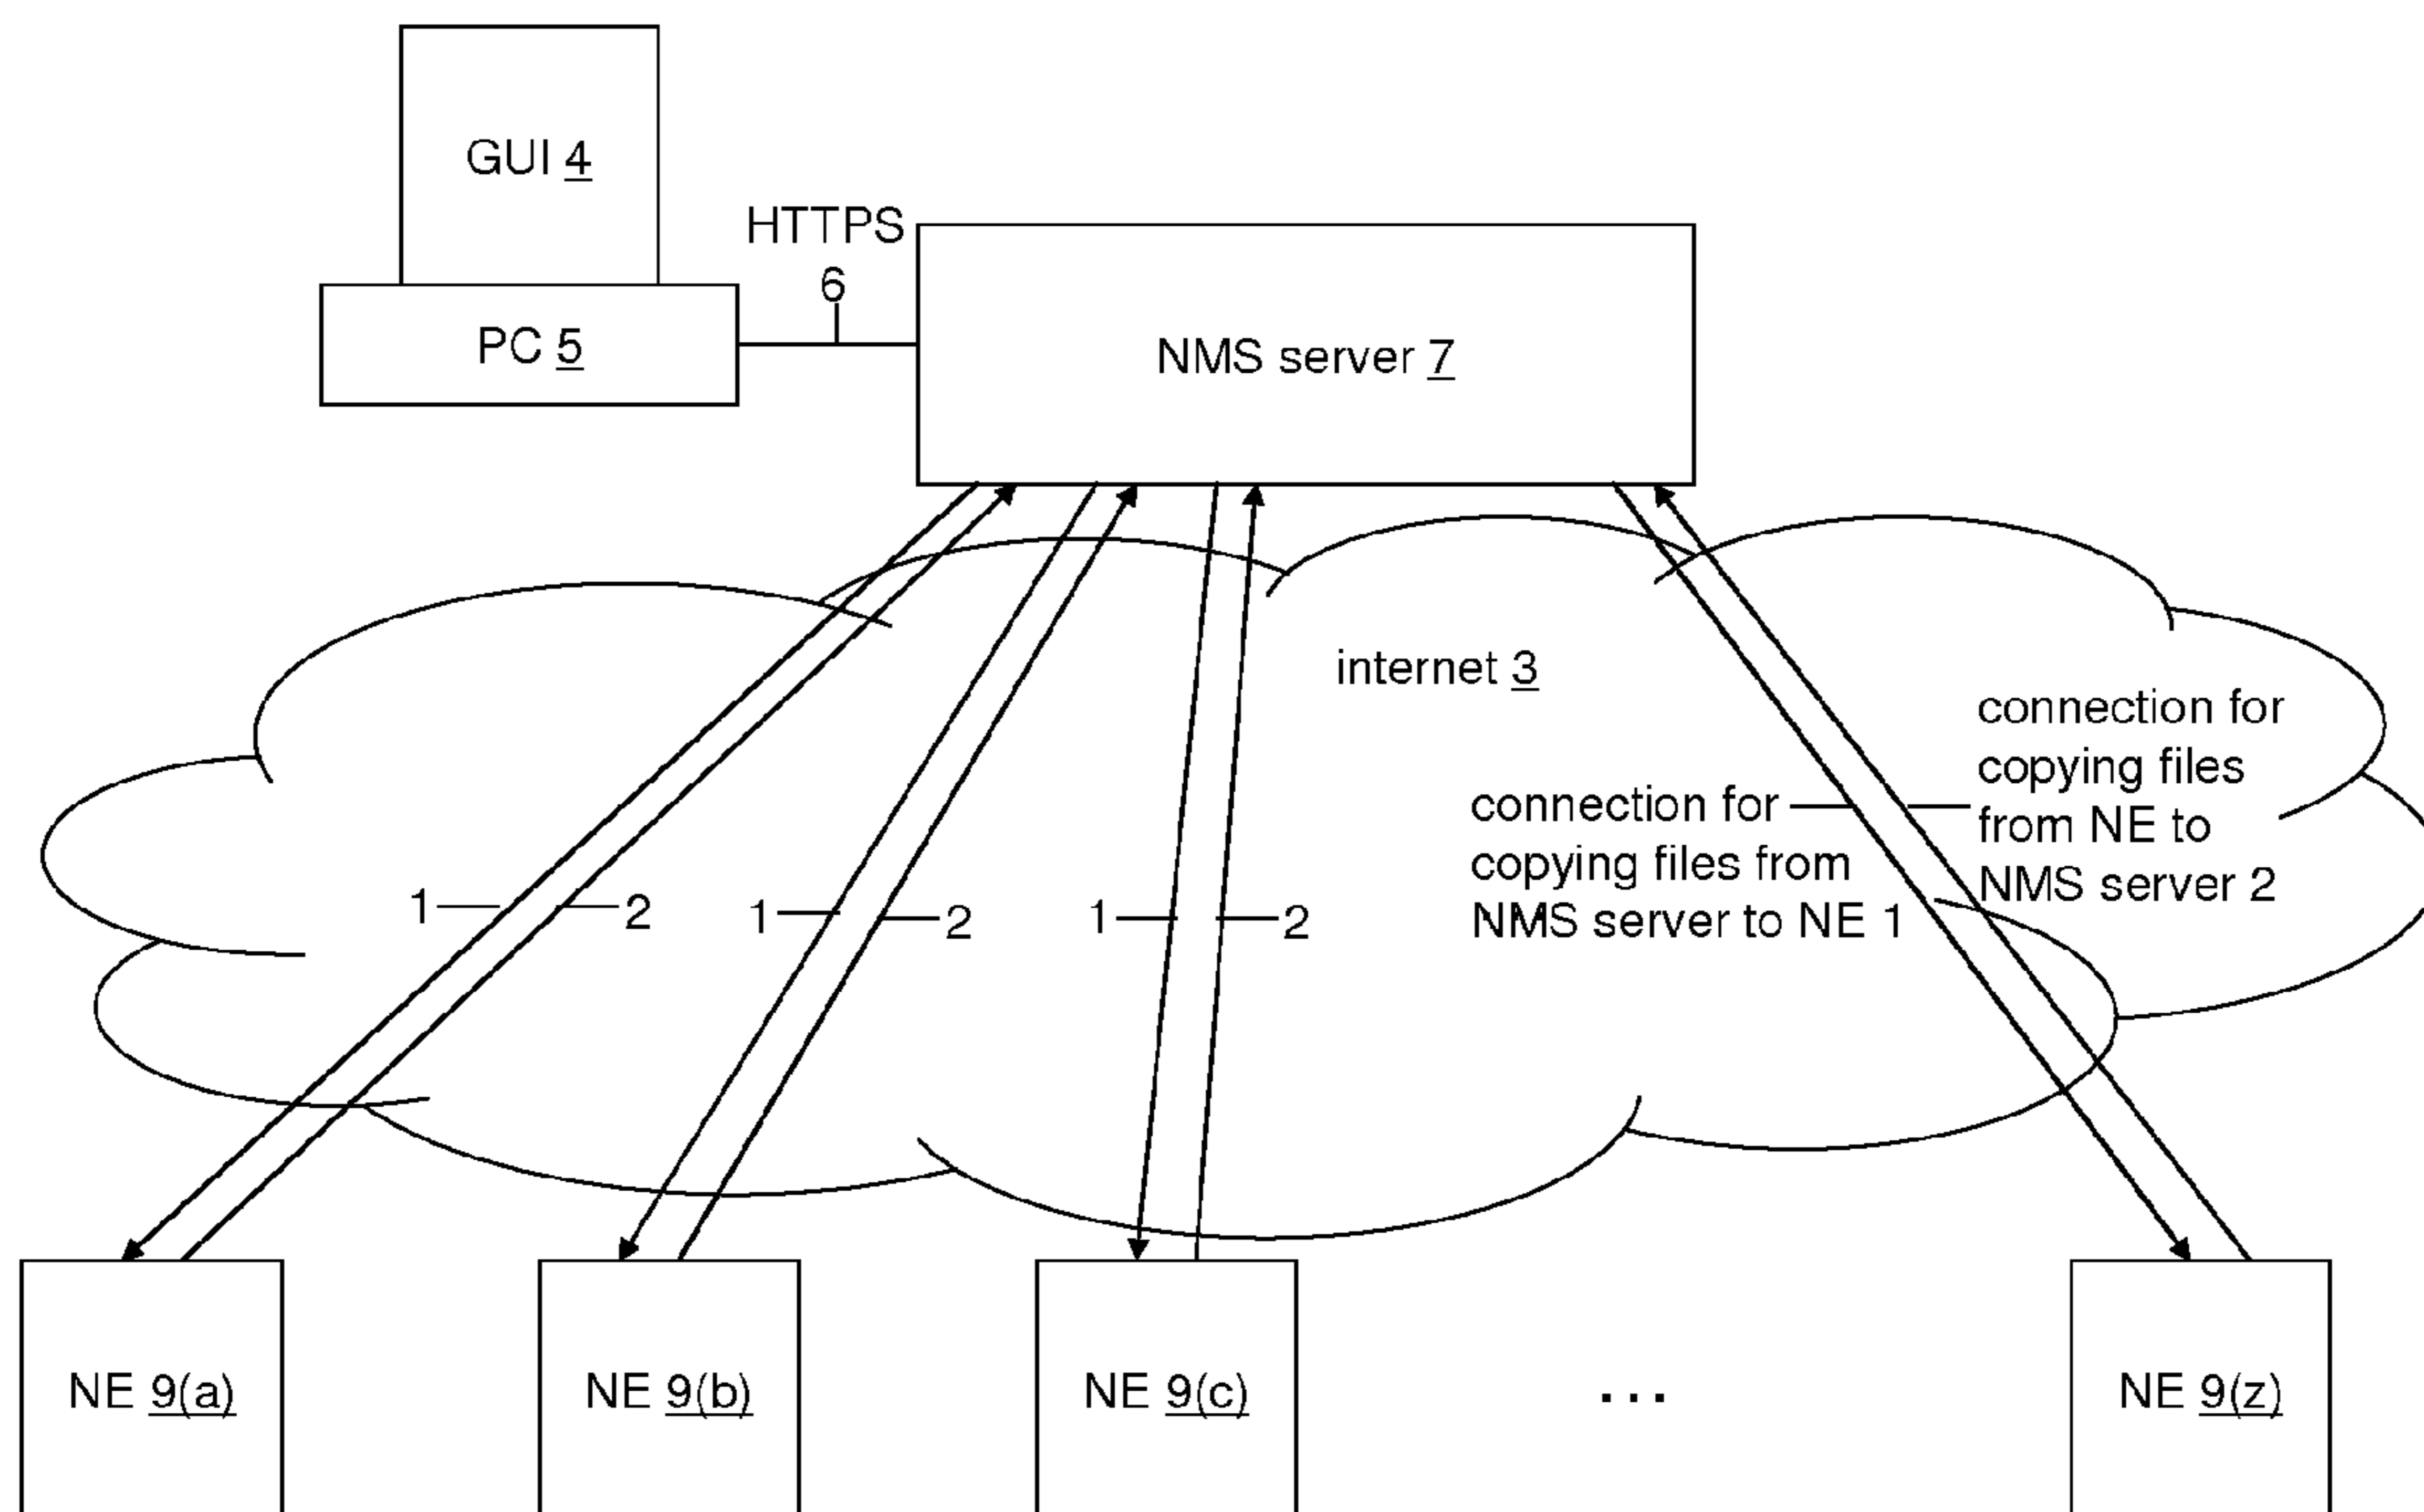 GUI 4
HTTPS
6
PC 5
NMS server 7
internet 3
connection for
copying files
from NE to
NMS server 2
connection for
copying files from
NMS server to NE 1
1
2
1
2
1
2
NE 9(a)
NE 9(b)
NE 9(c)
...
NE 9(z)